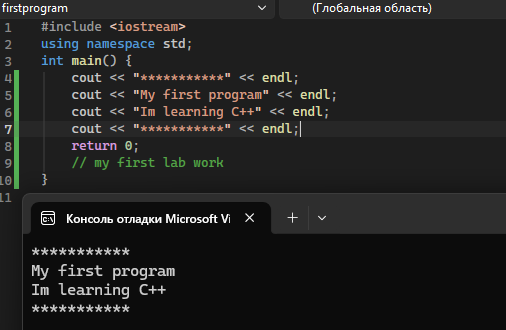 firstprogram
(Глобальная область)
1 #include <iostream>
2 using namespace std;
3 int main() {
4 cout << "***********" << endl;
5 cout << "My first program" << endl;
6 cout << "Im learning C++" << endl;
7 cout << "***********" << endl;
8 return 0;
9 // my first lab work
10 }
11
Консоль отладки Microsoft Vi
***********
My first program
Im learning C++
***********